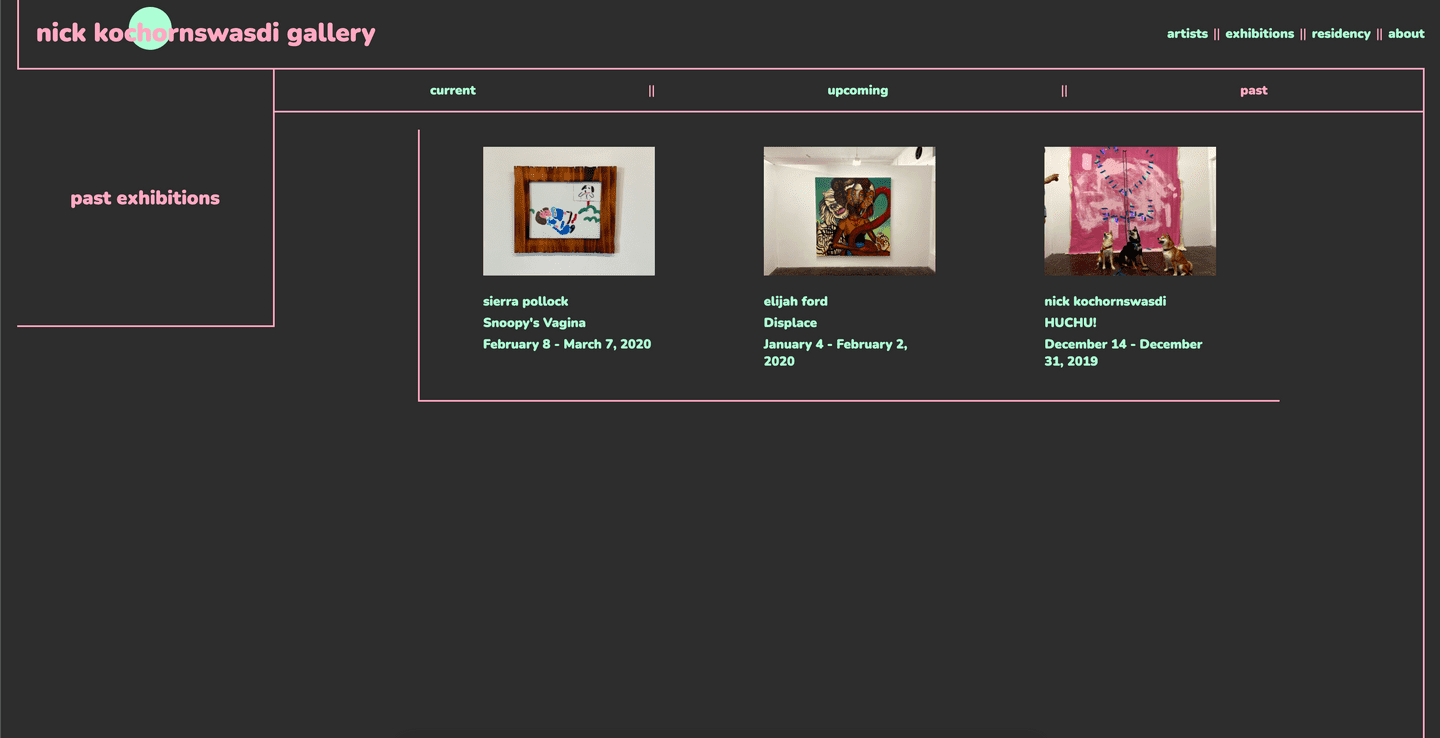 nick kochornswasdi gallery
artists || exhibitions || residency || about
current || upcoming || past
past exhibitions
sierra pollock
Snoopy's Vagina
February 8 - March 7, 2020
elijah ford
Displace
January 4 - February 2,
2020
nick kochornswasdi
HUCHU!
December 14 - December
31, 2019